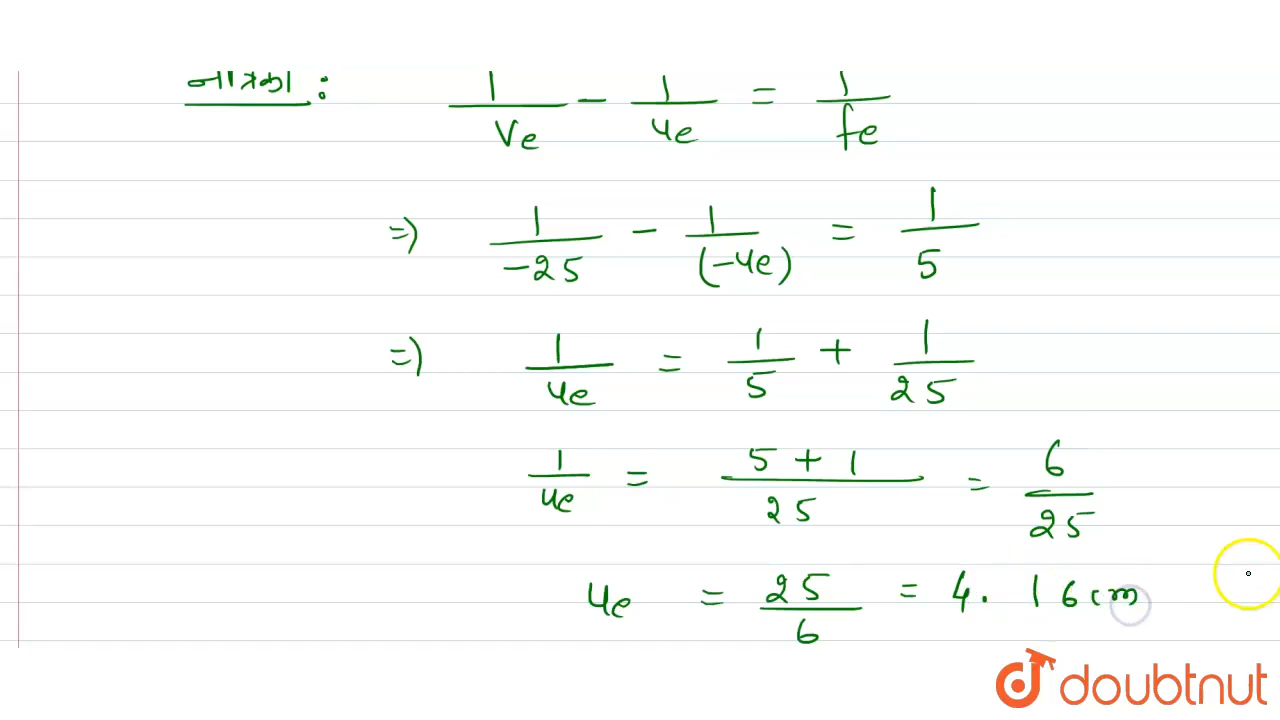 1/ve - 1/ue = 1/fe
=> 1/-25 - 1/(-ue) = 1/5
=> 1/ue = 1/5 + 1/25
1/ue = 5 + 1/25 = 6/25
ue = 25/6 = 4.16 cm
doubtnut